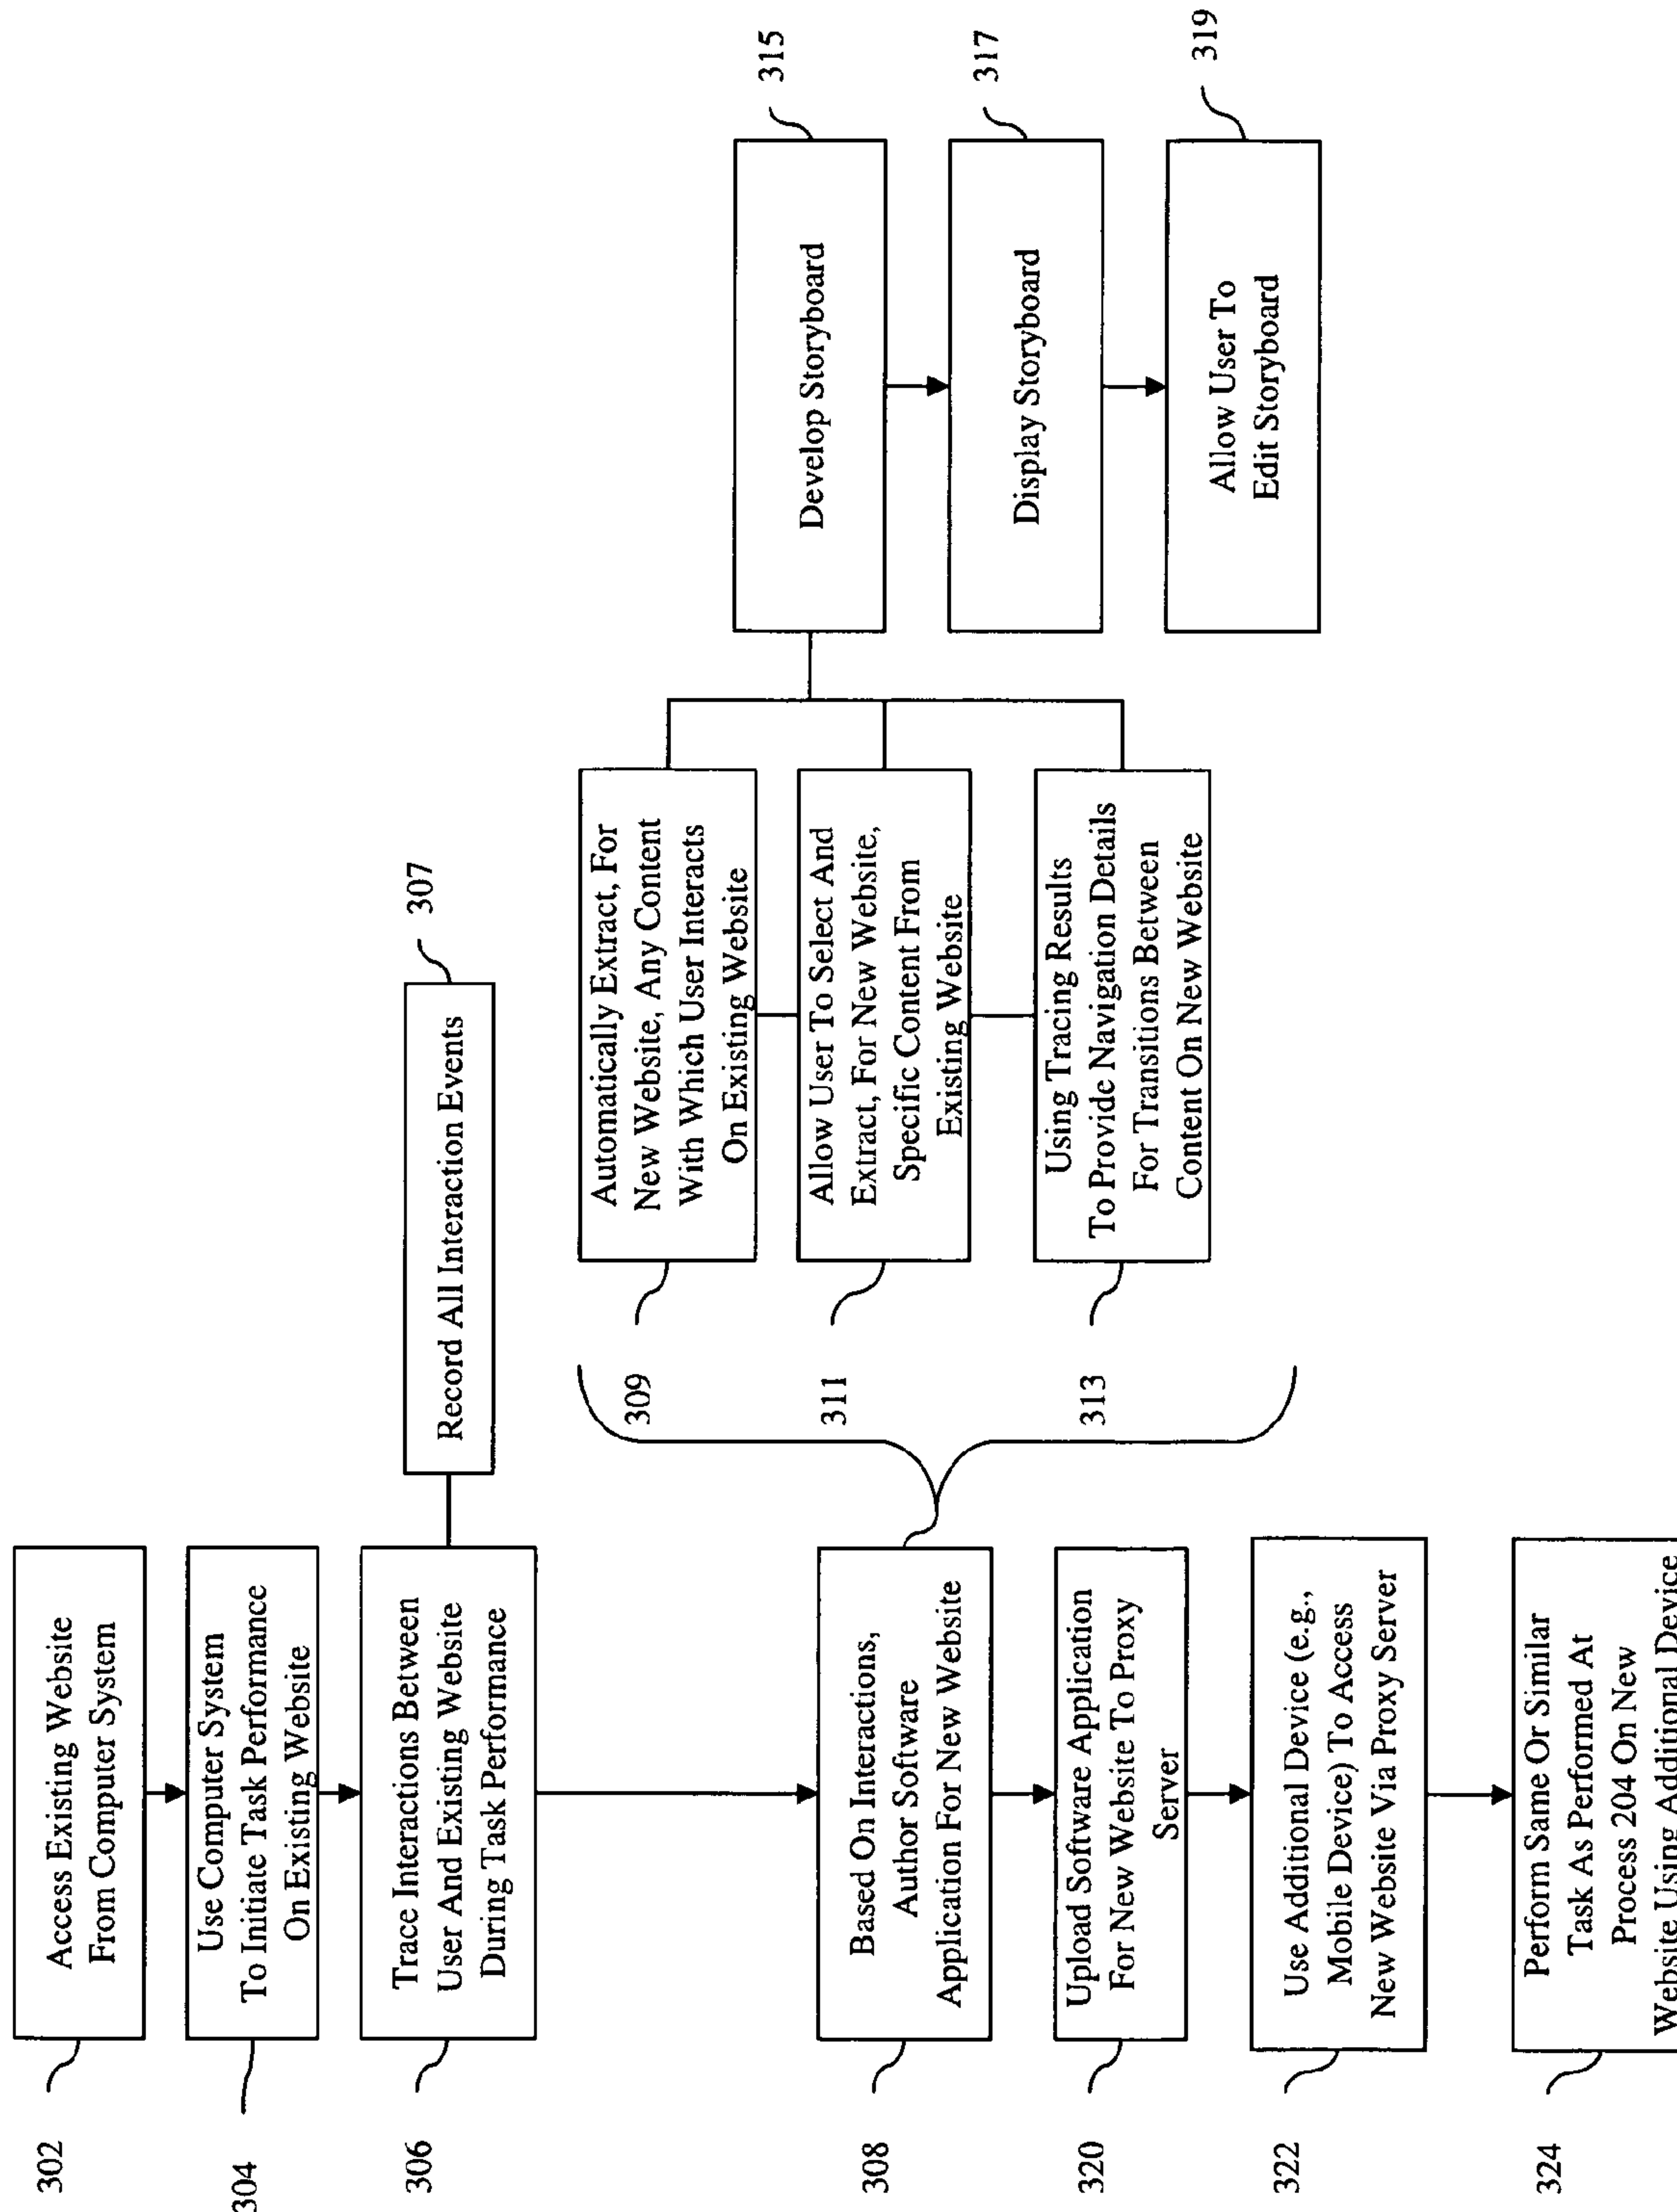 302
Access Existing Website
From Computer System
304
Use Computer System
To Initiate Task Performance
On Existing Website
306
Trace Interactions Between
User And Existing Website
During Task Performance
307
Record All Interaction Events
308
Based On Interactions,
Author Software
Application For New Website
309
Automatically Extract, For
New Website, Any Content
With Which User Interacts
On Existing Website
311
Allow User To Select And
Extract, For New Website,
Specific Content From
Existing Website
313
Using Tracing Results
To Provide Navigation Details
For Transitions Between
Content On New Website
315
Develop Storyboard
317
Display Storyboard
319
Allow User To
Edit Storyboard
320
Upload Software Application
For New Website To Proxy
Server
322
Use Additional Device (e.g.,
Mobile Device) To Access
New Website Via Proxy Server
324
Perform Same Or Similar
Task As Performed At
Process 204 On New
Website Using Additional Device